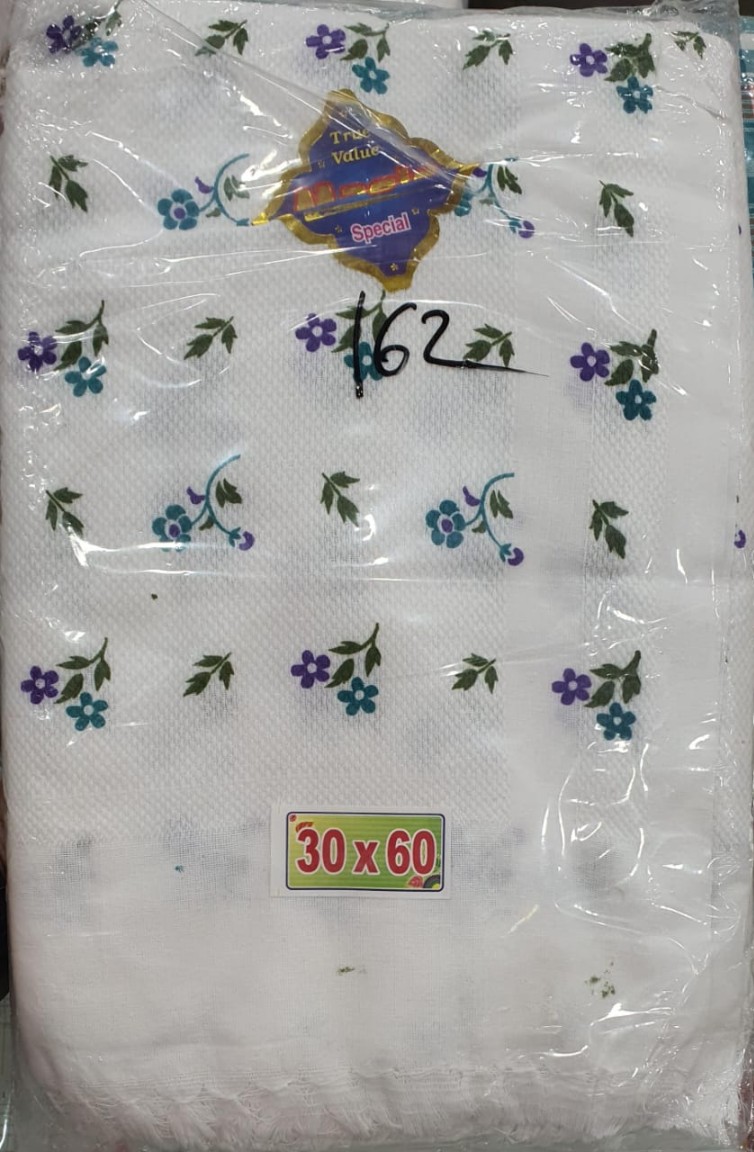 True
Value
Special
162
30 x 60